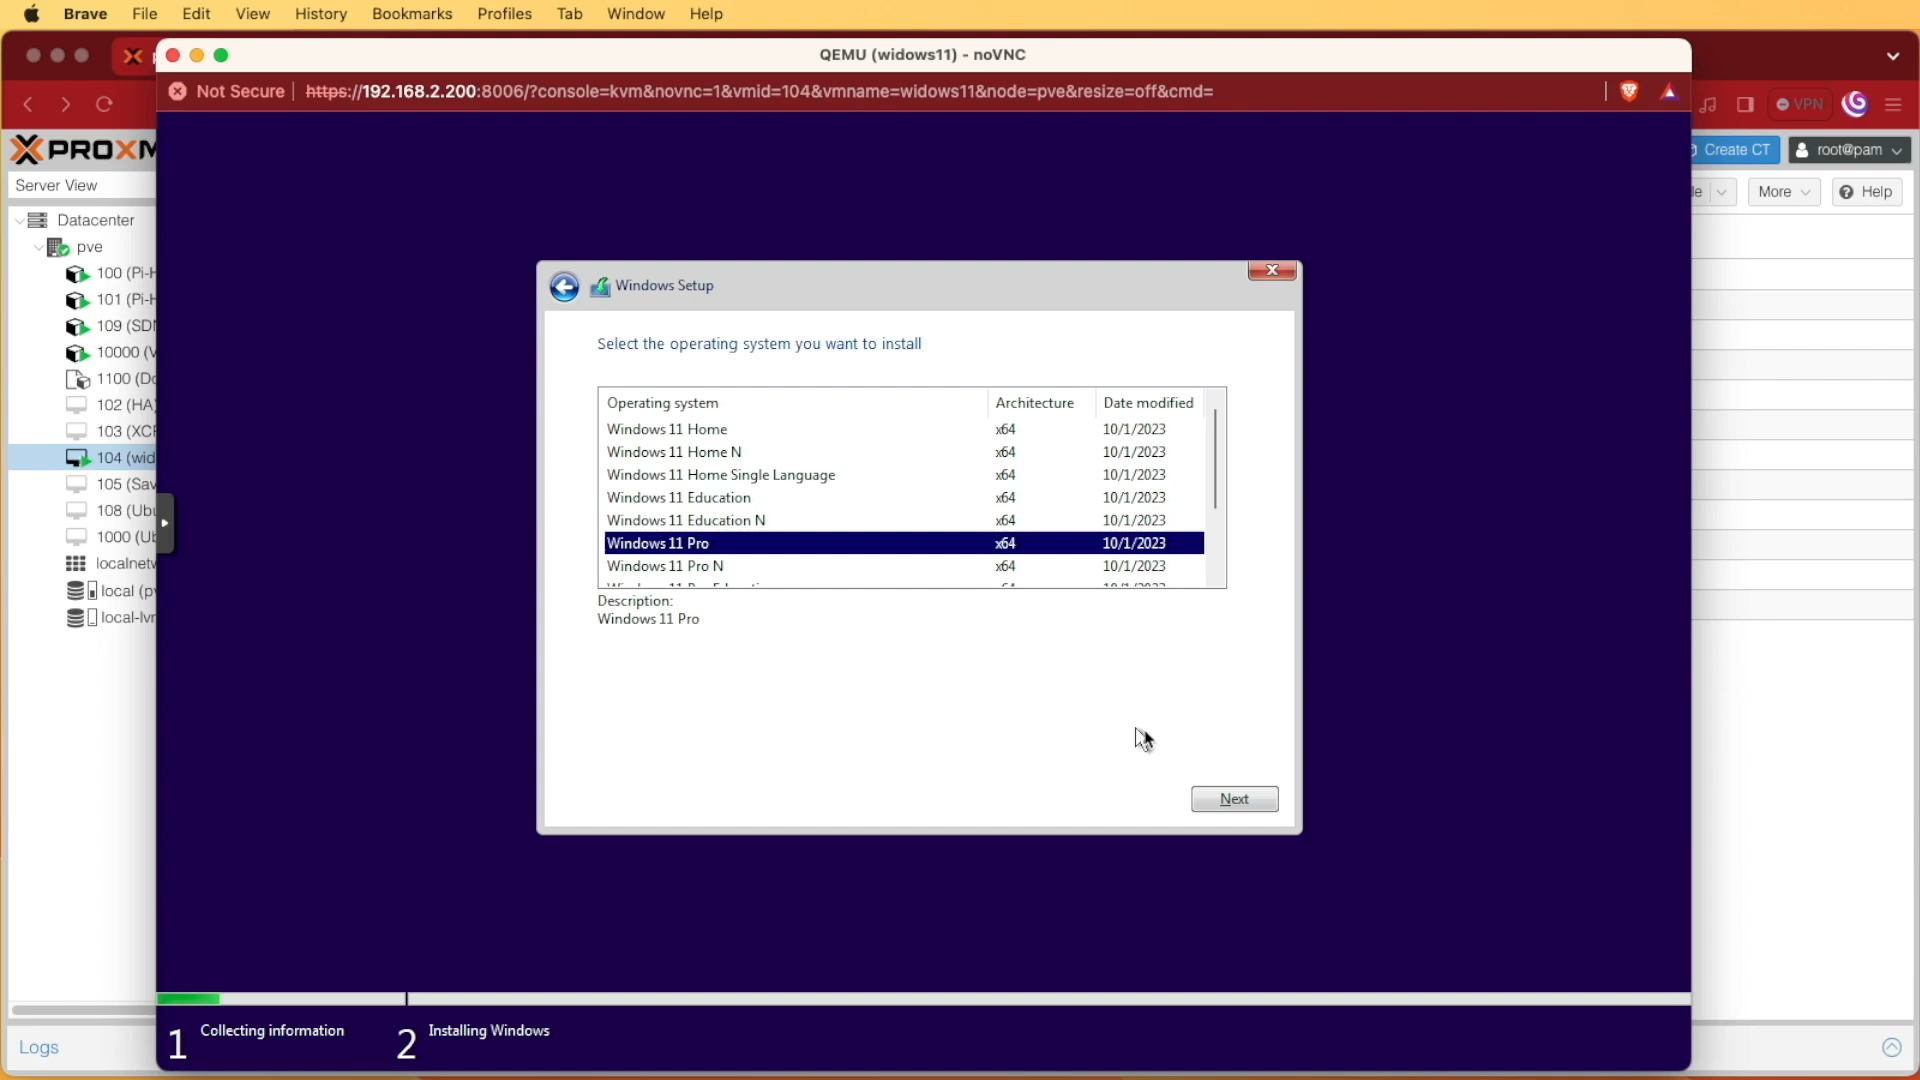 Brave File Edit View History Bookmarks Profiles Tab Window Help
QEMU (widows11) - noVNC
Not Secure https://192.168.2.200:8006/?console=kvm&novnc=1&vmid=104&vmname=widows11&node=pve&resize=off&cmd=
VPN
PROXM
Create CT root@pam
Server View
More Help
Datacenter
pve
100 (Pi-H
101 (Pi-H
109 (SDN
10000 (V
1100 (Do
102 (HA)
103 (XCP
104 (wid
105 (Sav
108 (Ubu
1000 (Ub
localnetw
local (pv
local-lvm
Windows Setup
Select the operating system you want to install
Operating system Architecture Date modified
Windows 11 Home x64 10/1/2023
Windows 11 Home N x64 10/1/2023
Windows 11 Home Single Language x64 10/1/2023
Windows 11 Education x64 10/1/2023
Windows 11 Education N x64 10/1/2023
Windows 11 Pro x64 10/1/2023
Windows 11 Pro N x64 10/1/2023
Description:
Windows 11 Pro
Next
1 Collecting information 2 Installing Windows
Logs